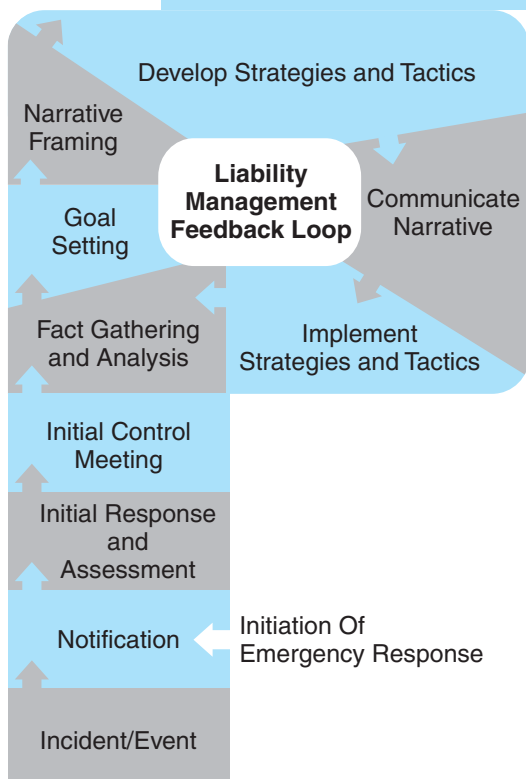 Develop Strategies and Tactics
Narrative
Framing
Liability
Management
Feedback Loop
Communicate
Narrative
Goal
Setting
Fact Gathering
and Analysis
Implement
Strategies and Tactics
Initial Control
Meeting
Initial Response
and
Assessment
Notification
Initiation Of
Emergency Response
Incident/Event